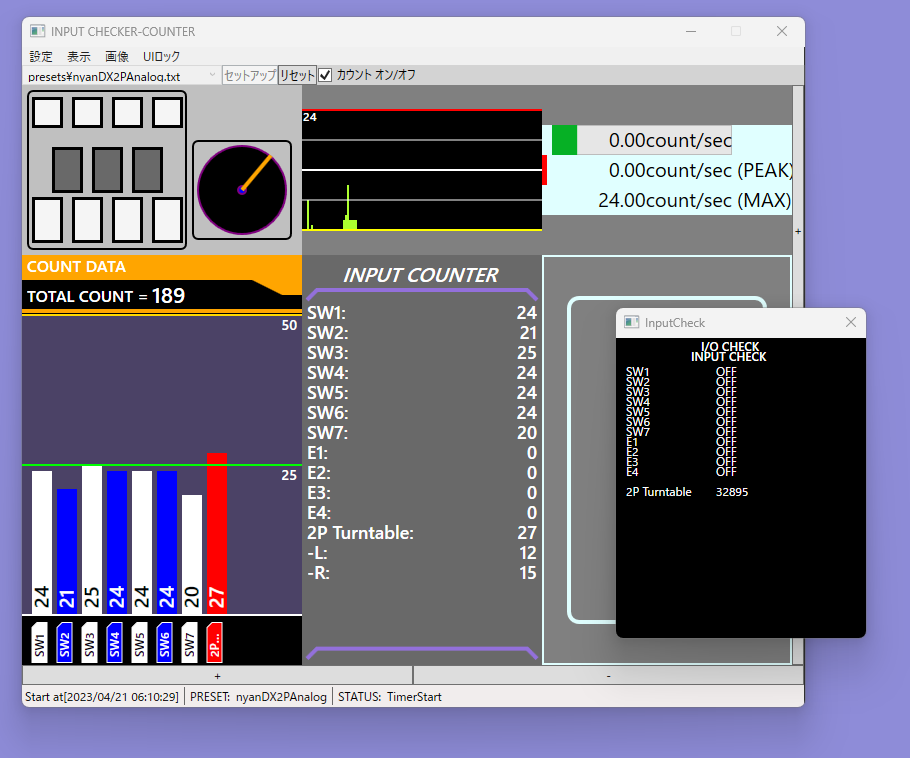 INPUT CHECKER-COUNTER
設定 表示 画像 UIロック
presets¥nyanDX2PAnalog.txt セットアップ リセット カウント オン/オフ
24
0.00count/sec
0.00count/sec (PEAK)
24.00count/sec (MAX)
+
COUNT DATA
TOTAL COUNT = 189
50
25
24 21 25 24 24 24 20 27
SW1 SW2 SW3 SW4 SW5 SW6 SW7 2P...
INPUT COUNTER
SW1: 24
SW2: 21
SW3: 25
SW4: 24
SW5: 24
SW6: 24
SW7: 20
E1: 0
E2: 0
E3: 0
E4: 0
2P Turntable: 27
-L: 12
-R: 15
InputCheck
I/O CHECK
INPUT CHECK
SW1 OFF
SW2 OFF
SW3 OFF
SW4 OFF
SW5 OFF
SW6 OFF
SW7 OFF
E1 OFF
E2 OFF
E3 OFF
E4 OFF
2P Turntable 32895
+ -
Start at[2023/04/21 06:10:29] PRESET: nyanDX2PAnalog STATUS: TimerStart